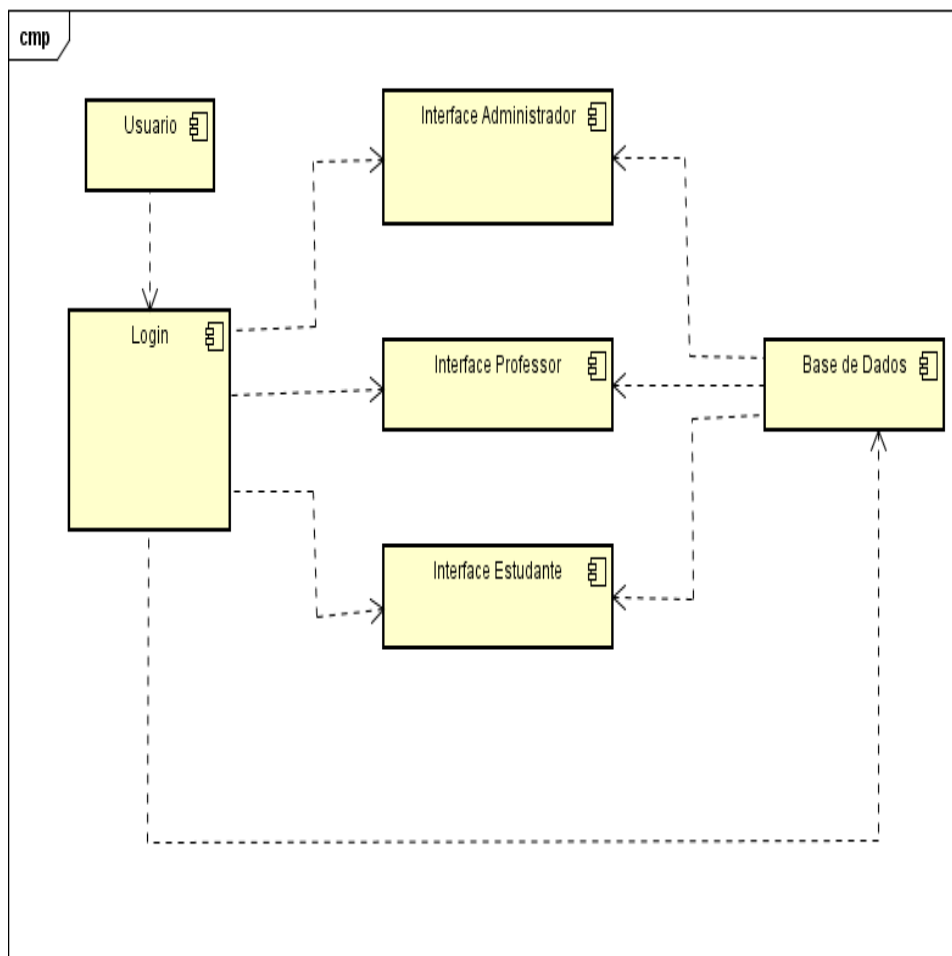 cmp
Usuario
Interface Administrador
Login
Interface Professor
Base de Dados
Interface Estudante